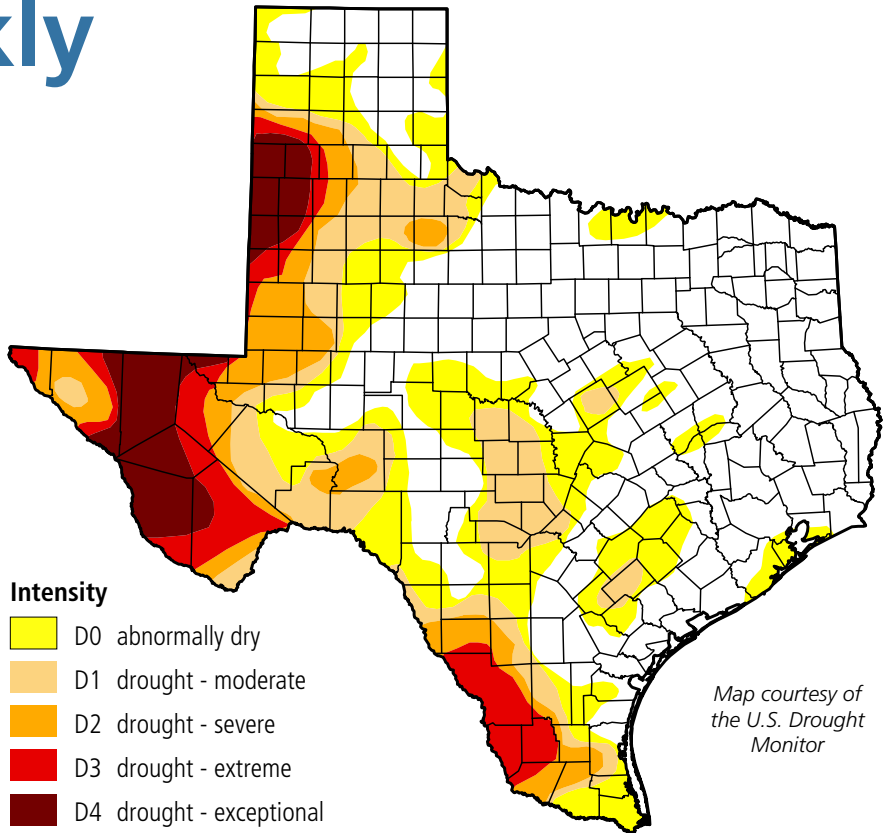 kly
Intensity
D0 abnormally dry
D1 drought - moderate
D2 drought - severe
D3 drought - extreme
D4 drought - exceptional
Map courtesy of
the U.S. Drought
Monitor